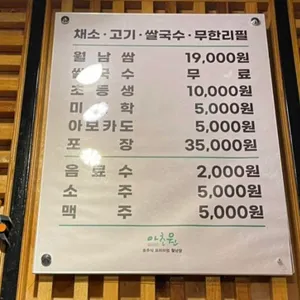 채소·고기·쌀국수·무한리필
월남쌈 19,000원
쌀국수 무료
초등생 10,000원
미취학 5,000원
아보카도 5,000원
포장 35,000원
음료수 2,000원
소주 5,000원
맥주 5,000원